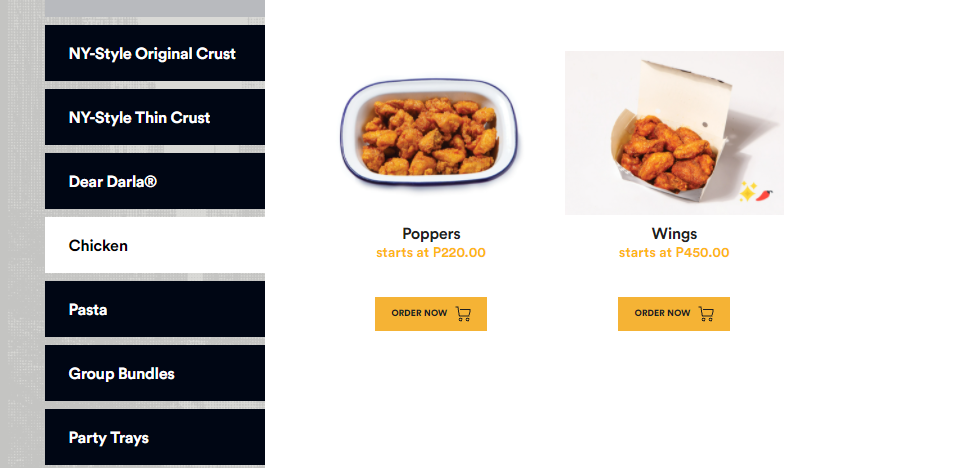 NY-Style Original Crust
NY-Style Thin Crust
Dear Darla®
Chicken
Pasta
Group Bundles
Party Trays
Poppers
starts at P220.00
ORDER NOW
Wings
starts at P450.00
ORDER NOW